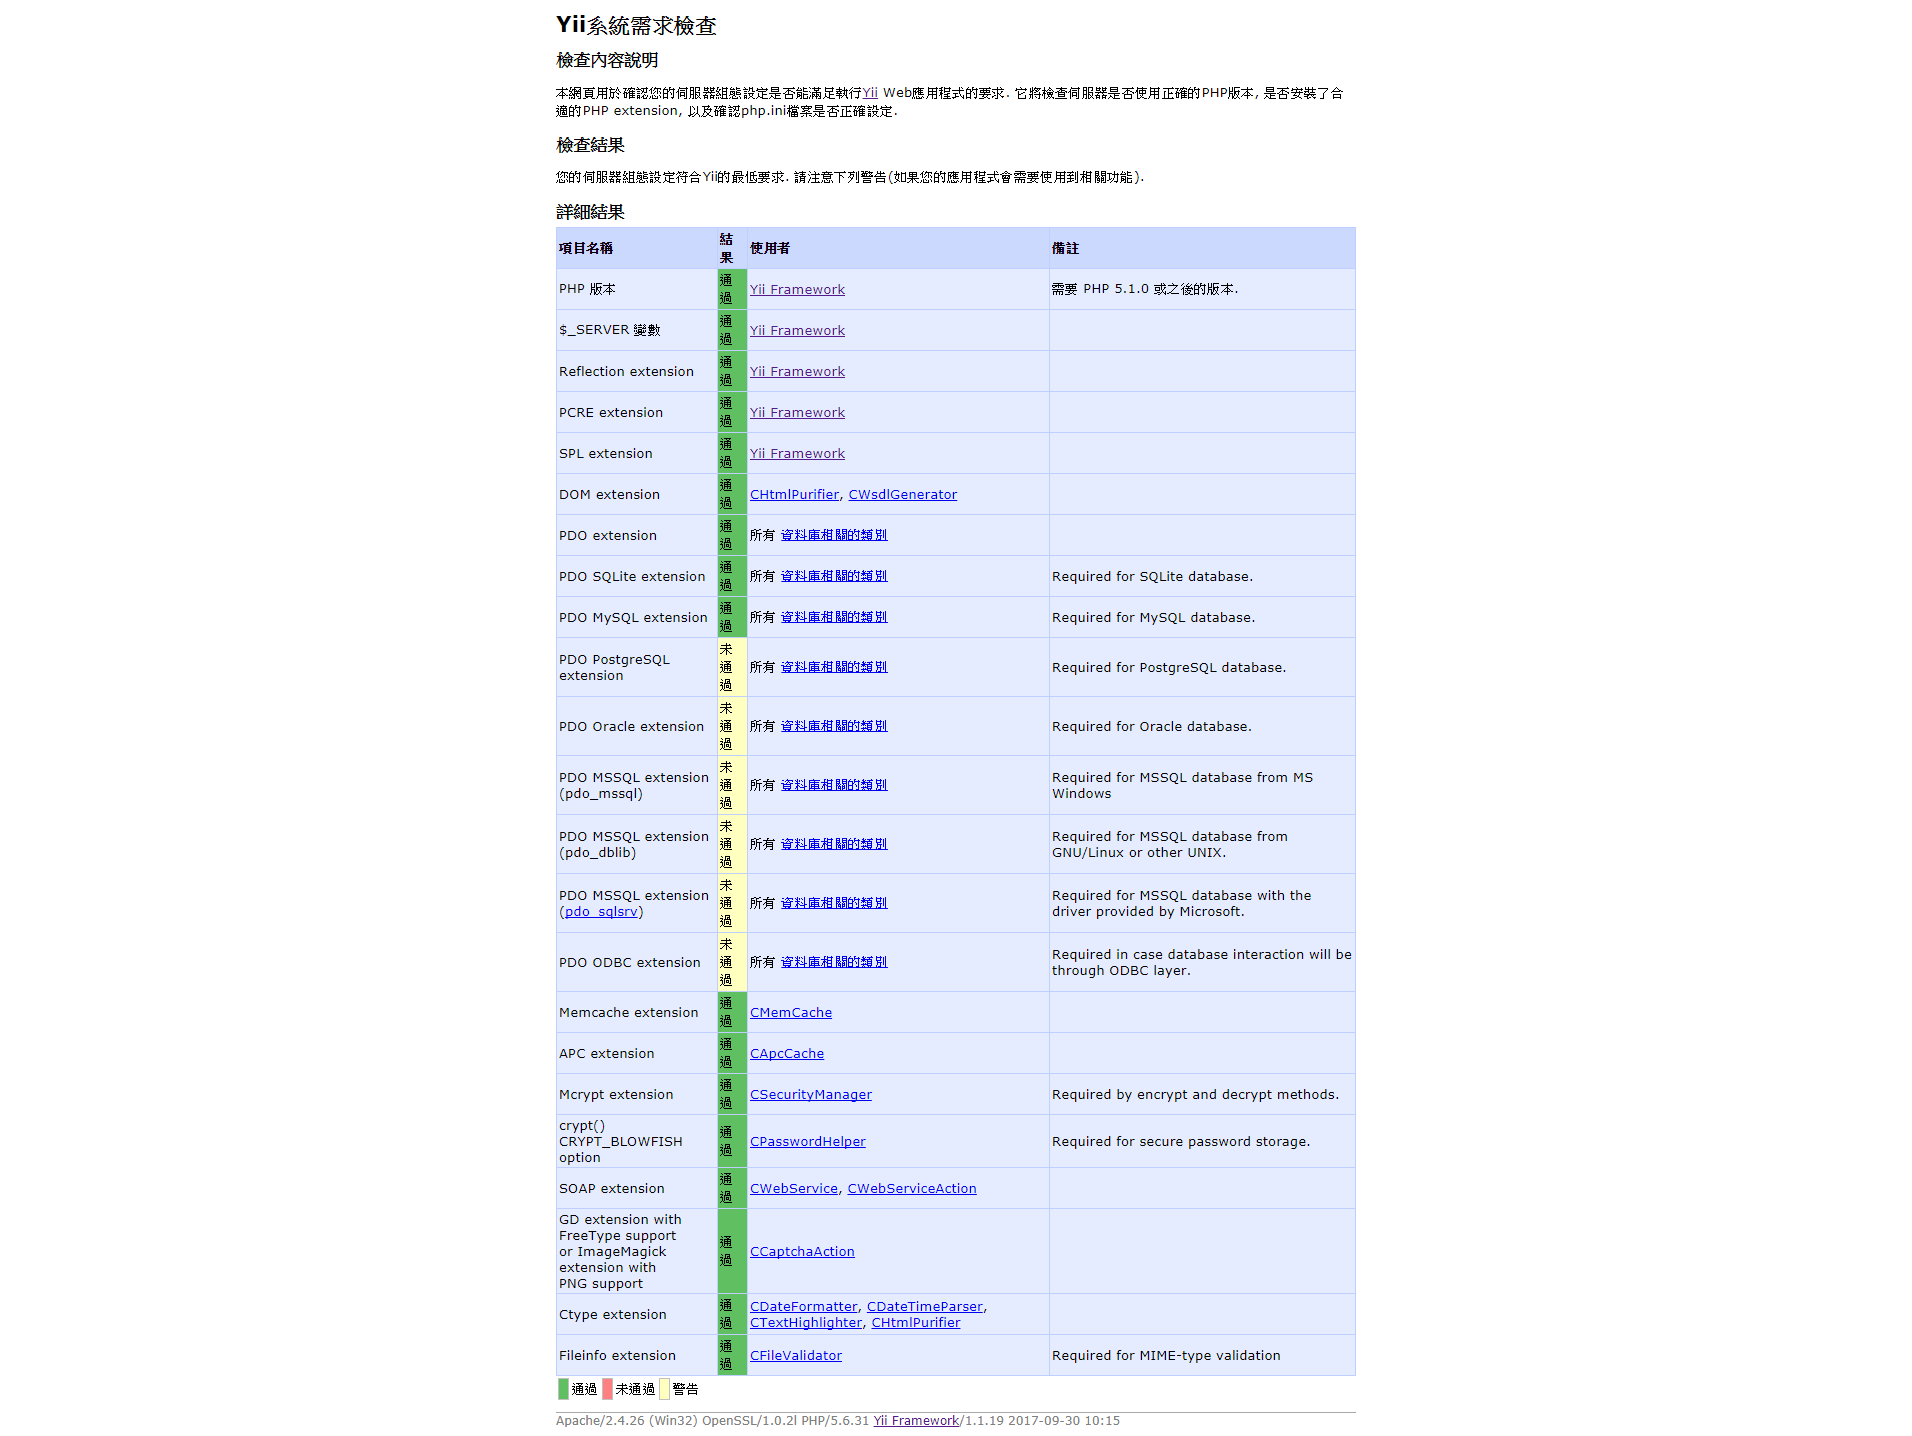 Yii系統需求檢查
檢查內容說明
本網頁用於確認您的伺服器組態設定是否能滿足執行Yii Web應用程式的要求. 它將檢查伺服器是否使用正確的PHP版本, 是否安裝了合
適的PHP extension, 以及確認php.ini檔案是否正確設定.
檢查結果
您的伺服器組態設定符合Yii的最低要求. 請注意下列警告(如果您的應用程式會需要使用到相關功能).
詳細結果
項目名稱 結果 使用者 備註
PHP 版本 通過 Yii Framework 需要 PHP 5.1.0 或之後的版本.
$_SERVER 變數 通過 Yii Framework
Reflection extension 通過 Yii Framework
PCRE extension 通過 Yii Framework
SPL extension 通過 Yii Framework
DOM extension 通過 CHtmlPurifier, CWsdlGenerator
PDO extension 通過 所有 資料庫相關的類別
PDO SQLite extension 通過 所有 資料庫相關的類別 Required for SQLite database.
PDO MySQL extension 通過 所有 資料庫相關的類別 Required for MySQL database.
PDO PostgreSQL extension 未通過 所有 資料庫相關的類別 Required for PostgreSQL database.
PDO Oracle extension 未通過 所有 資料庫相關的類別 Required for Oracle database.
PDO MSSQL extension (pdo_mssql) 未通過 所有 資料庫相關的類別 Required for MSSQL database from MS Windows
PDO MSSQL extension (pdo_dblib) 未通過 所有 資料庫相關的類別 Required for MSSQL database from GNU/Linux or other UNIX.
PDO MSSQL extension (pdo_sqlsrv) 未通過 所有 資料庫相關的類別 Required for MSSQL database with the driver provided by Microsoft.
PDO ODBC extension 未通過 所有 資料庫相關的類別 Required in case database interaction will be through ODBC layer.
Memcache extension 通過 CMemCache
APC extension 通過 CApcCache
Mcrypt extension 通過 CSecurityManager Required by encrypt and decrypt methods.
crypt() CRYPT_BLOWFISH option 通過 CPasswordHelper Required for secure password storage.
SOAP extension 通過 CWebService, CWebServiceAction
GD extension with FreeType support or ImageMagick extension with PNG support 通過 CCaptchaAction
Ctype extension 通過 CDateFormatter, CDateTimeParser, CTextHighlighter, CHtmlPurifier
Fileinfo extension 通過 CFileValidator Required for MIME-type validation
通過 未通過 警告
Apache/2.4.26 (Win32) OpenSSL/1.0.2l PHP/5.6.31 Yii Framework/1.1.19 2017-09-30 10:15